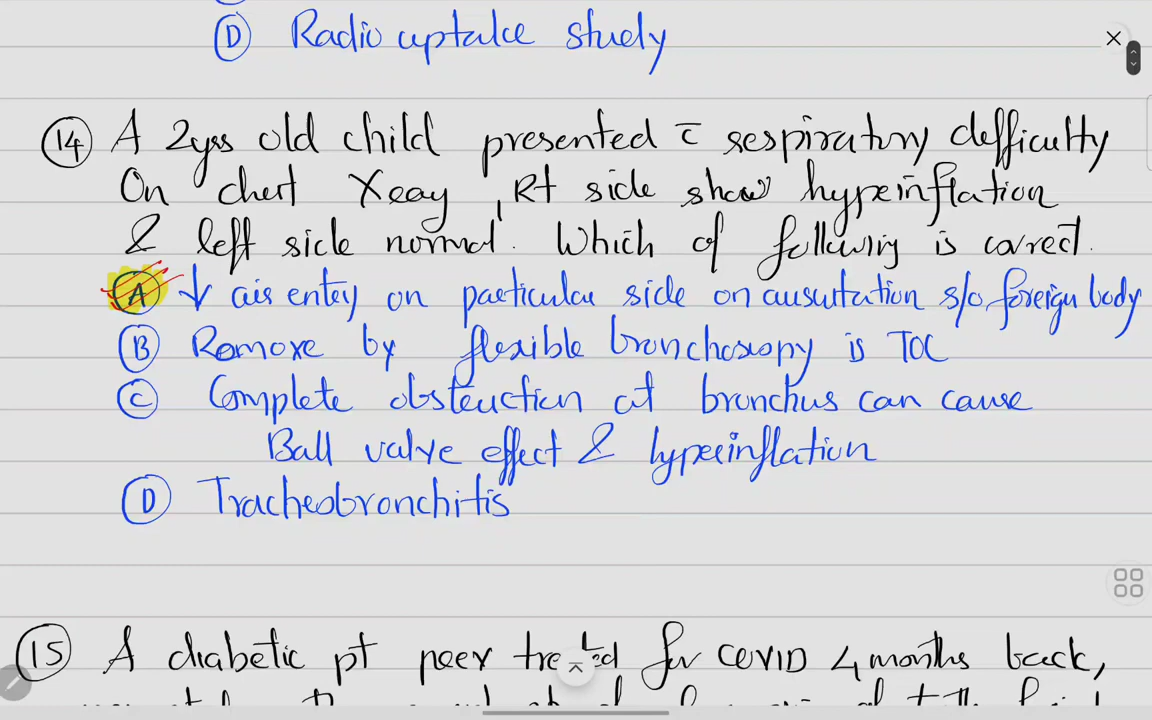 D Radio uptake study
14 A 2yrs old child presented c̄ respiratory difficulty
On chest Xray, Rt side show hyperinflation
& left side normal. Which of following is correct.
A ↓ air entry on particular side on ausultation s/o foreign body
B Remove by flexible bronchoscopy is TOC
C Complete obstruction at bronchus can cause
Ball valve effect & hyperinflation
D Tracheobronchitis
15 A diabetic pt treated for COVID 4 months back,